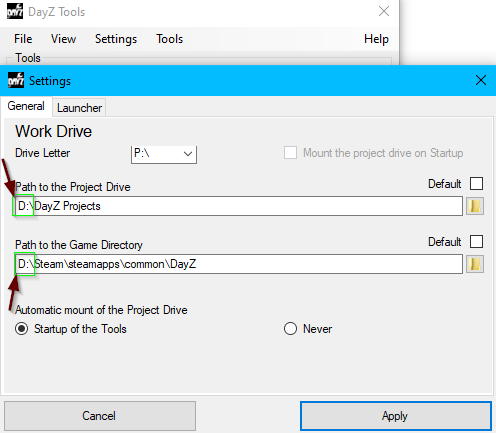 DayZ Tools
File View Settings Tools Help
Tools
Settings
General Launcher
Work Drive
Drive Letter P:\ Mount the project drive on Startup
Path to the Project Drive Default
D:\DayZ Projects
Path to the Game Directory Default
D:\Steam\steamapps\common\DayZ
Automatic mount of the Project Drive
Startup of the Tools Never
Cancel Apply